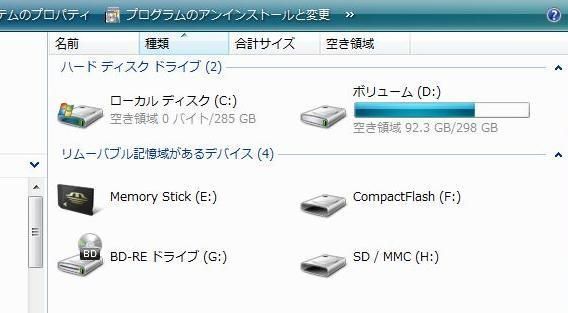 テムのプロパティ プログラムのアンインストールと変更 »
名前 種類 合計サイズ 空き領域
ハード ディスク ドライブ (2)
ローカル ディスク (C:)
空き領域 0 バイト/285 GB
ボリューム (D:)
空き領域 92.3 GB/298 GB
リムーバブル記憶域があるデバイス (4)
Memory Stick (E:)
CompactFlash (F:)
BD
BD-RE ドライブ (G:)
SD / MMC (H:)